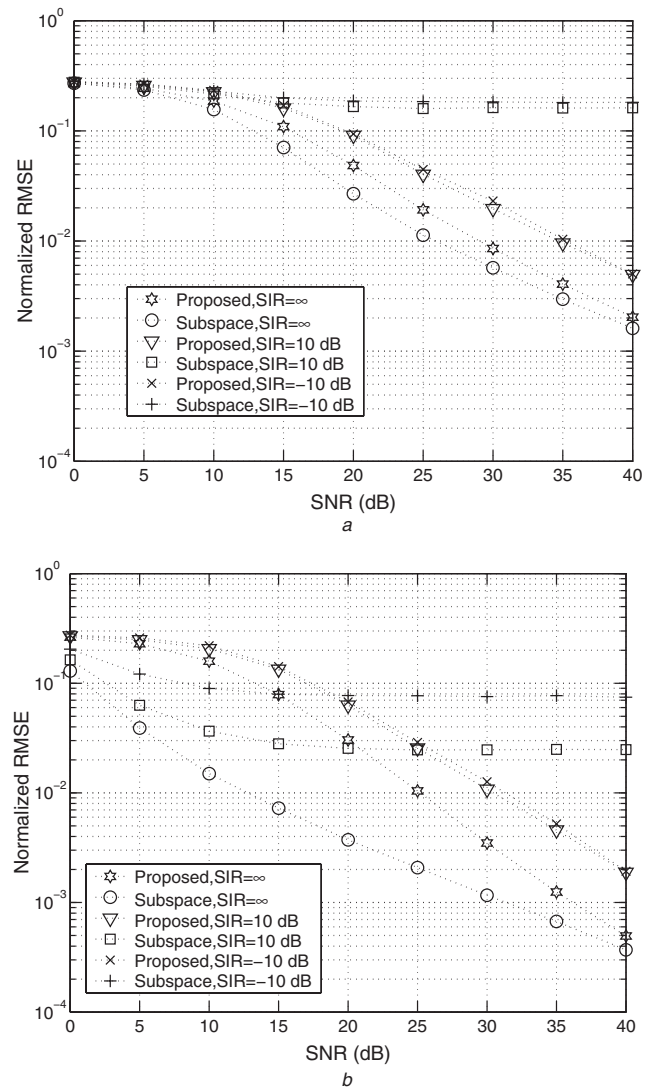 10^0
10^−1
10^−2
10^−3
10^−4
Normalized RMSE
Proposed,SIR=∞
Subspace,SIR=∞
Proposed,SIR=10 dB
Subspace,SIR=10 dB
Proposed,SIR=−10 dB
Subspace,SIR=−10 dB
0 5 10 15 20 25 30 35 40
SNR (dB)
a
10^0
10^−1
10^−2
10^−3
10^−4
Normalized RMSE
Proposed,SIR=∞
Subspace,SIR=∞
Proposed,SIR=10 dB
Subspace,SIR=10 dB
Proposed,SIR=−10 dB
Subspace,SIR=−10 dB
0 5 10 15 20 25 30 35 40
SNR (dB)
b